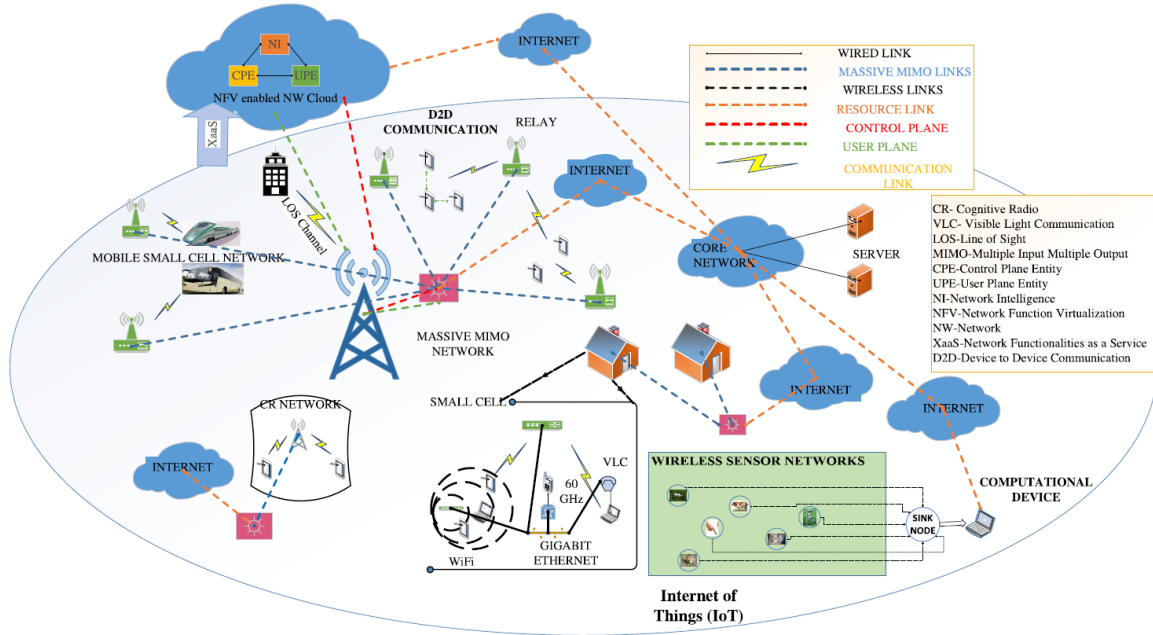 NI
CPE
UPE
NFV enabled NW Cloud
XaaS
INTERNET
WIRED LINK
MASSIVE MIMO LINKS
WIRELESS LINKS
RESOURCE LINK
CONTROL PLANE
USER PLANE
COMMUNICATION
LINK
D2D
COMMUNICATION
RELAY
LOS Channel
INTERNET
MOBILE SMALL CELL NETWORK
CORE
NETWORK
SERVER
CR- Cognitive Radio
VLC- Visible Light Communication
LOS-Line of Sight
MIMO-Multiple Input Multiple Output
CPE-Control Plane Entity
UPE-User Plane Entity
NI-Network Intelligence
NFV-Network Function Virtualization
NW-Network
XaaS-Network Functionalities as a Service
D2D-Device to Device Communication
MASSIVE MIMO
NETWORK
SMALL CELL
INTERNET
INTERNET
CR NETWORK
INTERNET
VLC
60
GHz
WiFi
GIGABIT
ETHERNET
WIRELESS SENSOR NETWORKS
SINK
NODE
COMPUTATIONAL
DEVICE
Internet of
Things (IoT)